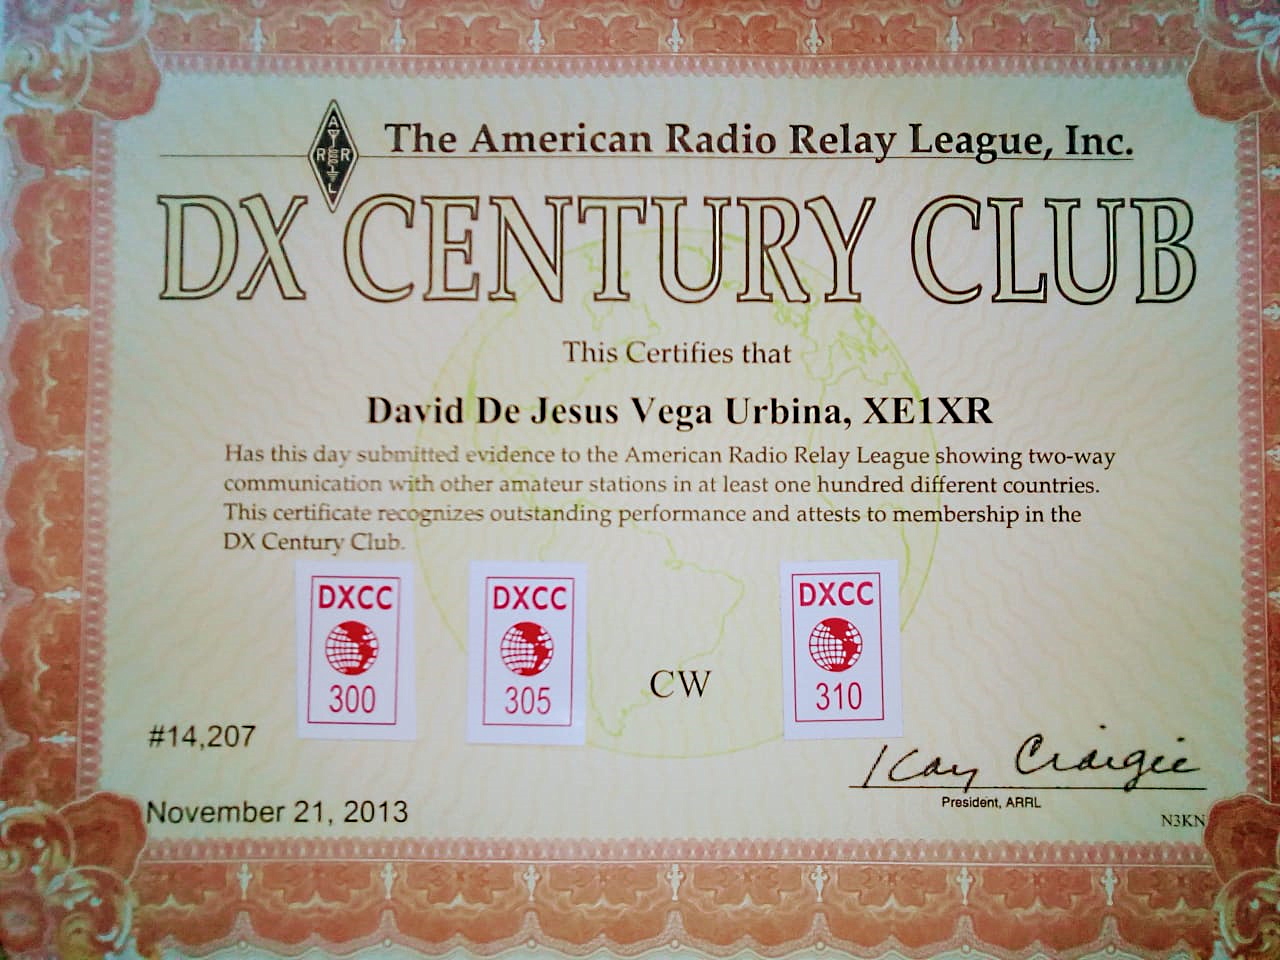 The American Radio Relay League, Inc.
A
R R
L
DX CENTURY CLUB
This Certifies that
David De Jesus Vega Urbina, XE1XR
Has this day submitted evidence to the American Radio Relay League showing two-way
communication with other amateur stations in at least one hundred different countries.
This certificate recognizes outstanding performance and attests to membership in the
DX Century Club.
DXCC
300
DXCC
305
CW
DXCC
310
#14,207
November 21, 2013
Kay Craigie
President, ARRL
N3KN